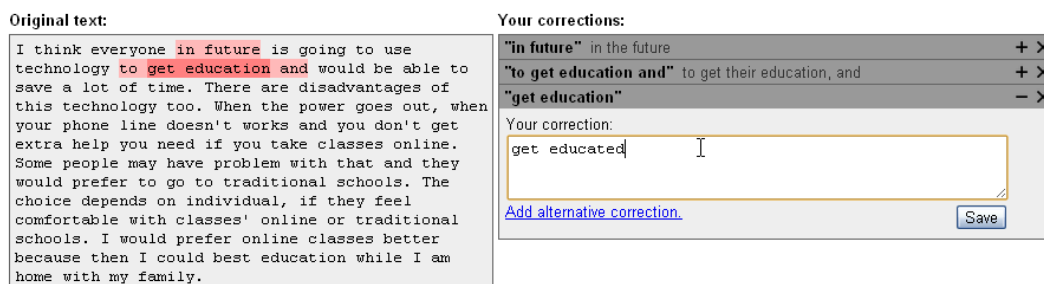 Original text:
I think everyone in future is going to use
technology to get education and would be able to
save a lot of time. There are disadvantages of
this technology too. When the power goes out, when
your phone line doesn't works and you don't get
extra help you need if you take classes online.
Some people may have problem with that and they
would prefer to go to traditional schools. The
choice depends on individual, if they feel
comfortable with classes' online or traditional
schools. I would prefer online classes better
because then I could best education while I am
home with my family.
Your corrections:
"in future" in the future + ×
"to get education and" to get their education, and + ×
"get education" − ×
Your correction:
get educated
Add alternative correction.
Save